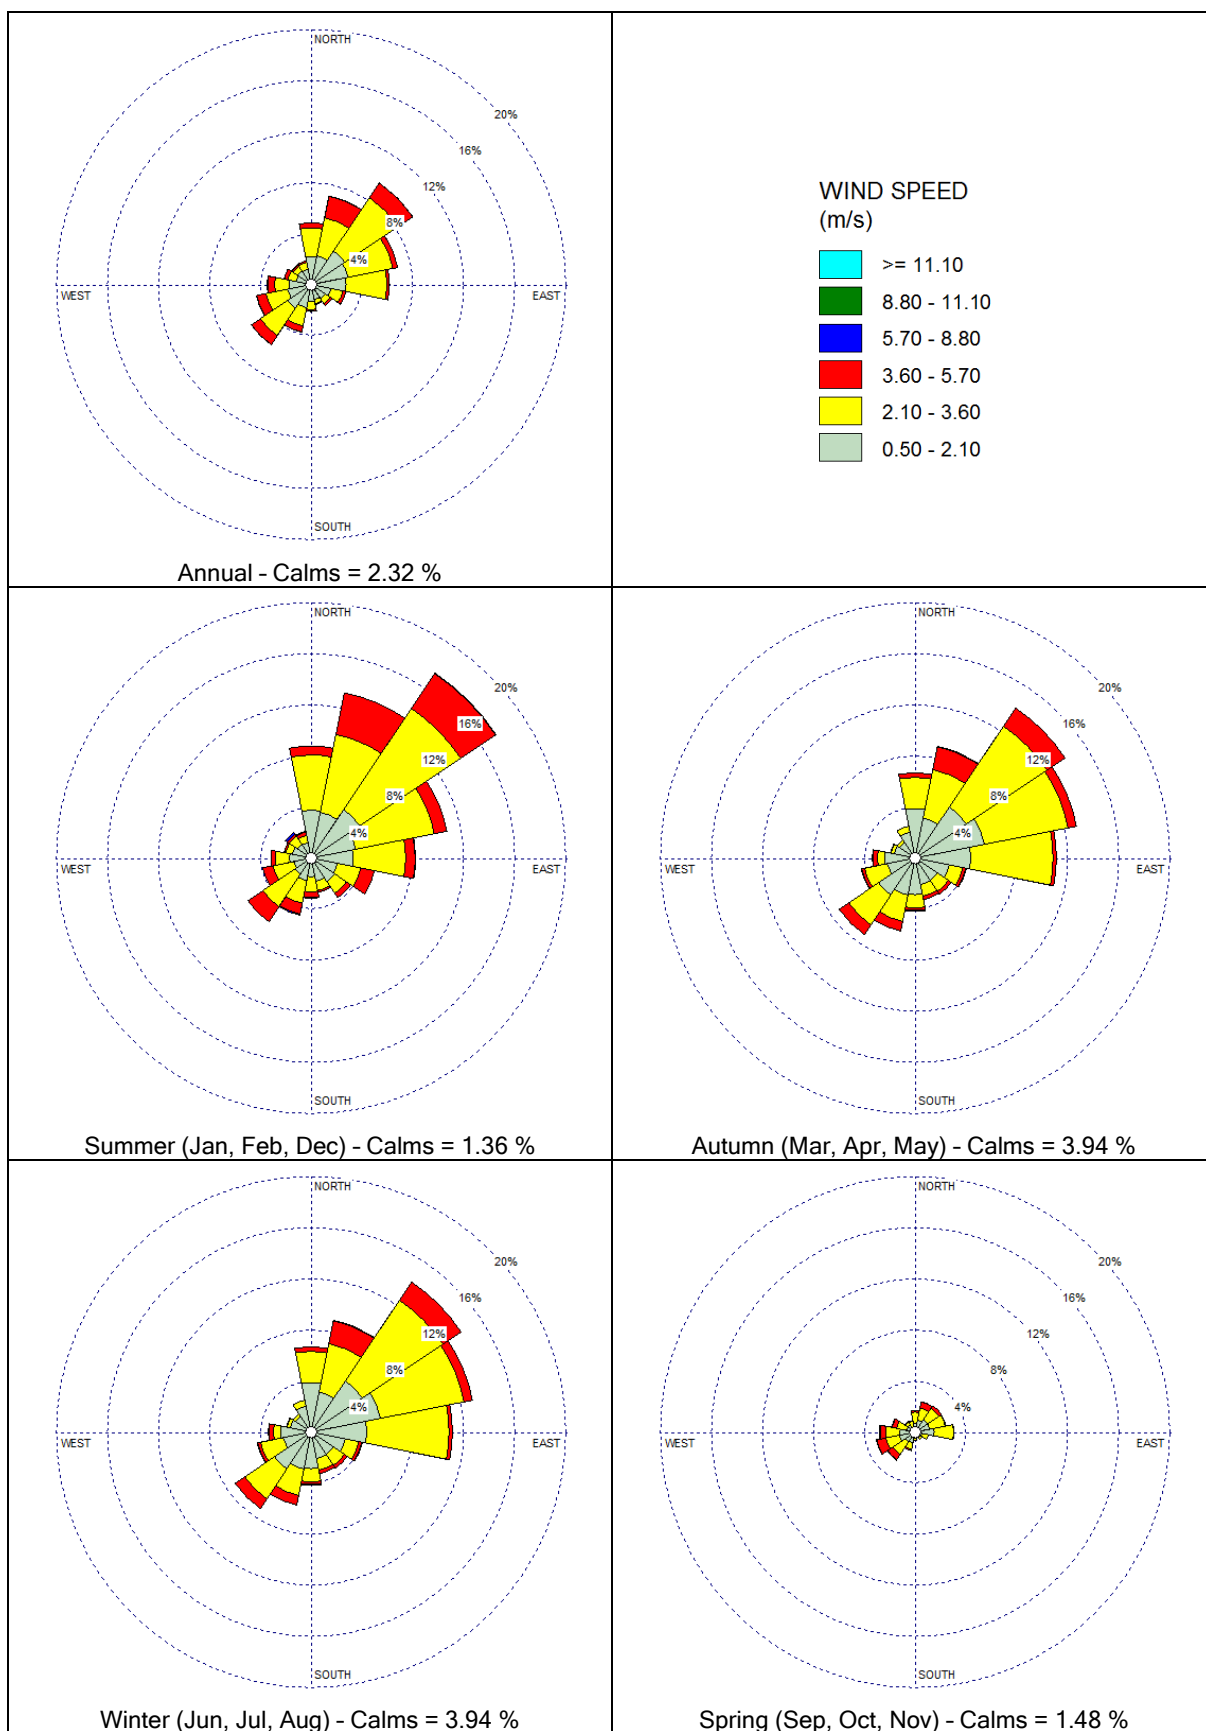 NORTH
20%
16%
12%
8%
4%
WEST
EAST
SOUTH
Annual - Calms = 2.32 %
WIND SPEED
(m/s)
>= 11.10
8.80 - 11.10
5.70 - 8.80
3.60 - 5.70
2.10 - 3.60
0.50 - 2.10
NORTH
20%
16%
12%
8%
4%
WEST
EAST
SOUTH
Summer (Jan, Feb, Dec) - Calms = 1.36 %
NORTH
20%
16%
12%
8%
4%
WEST
EAST
SOUTH
Autumn (Mar, Apr, May) - Calms = 3.94 %
NORTH
20%
16%
12%
8%
4%
WEST
EAST
SOUTH
Winter (Jun, Jul, Aug) - Calms = 3.94 %
NORTH
20%
16%
12%
8%
4%
WEST
EAST
SOUTH
Spring (Sep, Oct, Nov) - Calms = 1.48 %